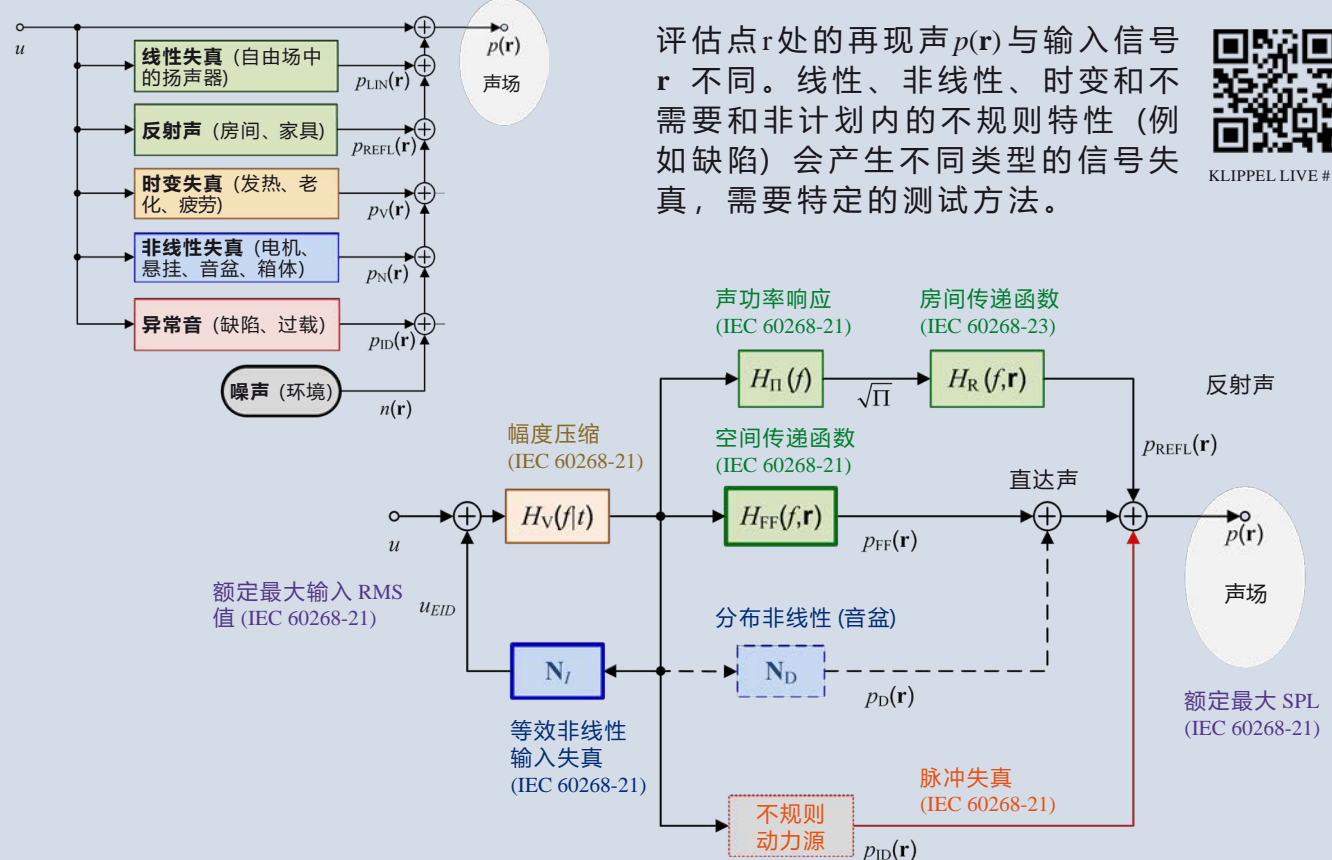 u
线性失真 (自由场中
的扬声器)
p_LIN(r)
p(r)
声场
反射声 (房间、家具)
p_REFL(r)
时变失真 (发热、老
化、疲劳)
p_V(r)
非线性失真 (电机、
悬挂、音盆、箱体)
p_N(r)
异常音 (缺陷、过载)
p_ID(r)
噪声 (环境)
n(r)
评估点r处的再现声p(r)与输入信号
r 不同。线性、非线性、时变和不
需要和非计划内的不规则特性 (例
如缺陷) 会产生不同类型的信号失
真，需要特定的测试方法。
KLIPPEL LIVE #
声功率响应
(IEC 60268-21)
房间传递函数
(IEC 60268-23)
H_Π(f)
√Π
H_R(f,r)
反射声
p_REFL(r)
幅度压缩
(IEC 60268-21)
空间传递函数
(IEC 60268-21)
直达声
u
H_V(f|t)
H_FF(f,r)
p_FF(r)
p(r)
声场
额定最大输入 RMS
值 (IEC 60268-21)
u_EID
分布非线性 (音盆)
N_I
N_D
p_D(r)
额定最大 SPL
(IEC 60268-21)
等效非线性
输入失真
(IEC 60268-21)
脉冲失真
(IEC 60268-21)
不规则
动力源
p_ID(r)